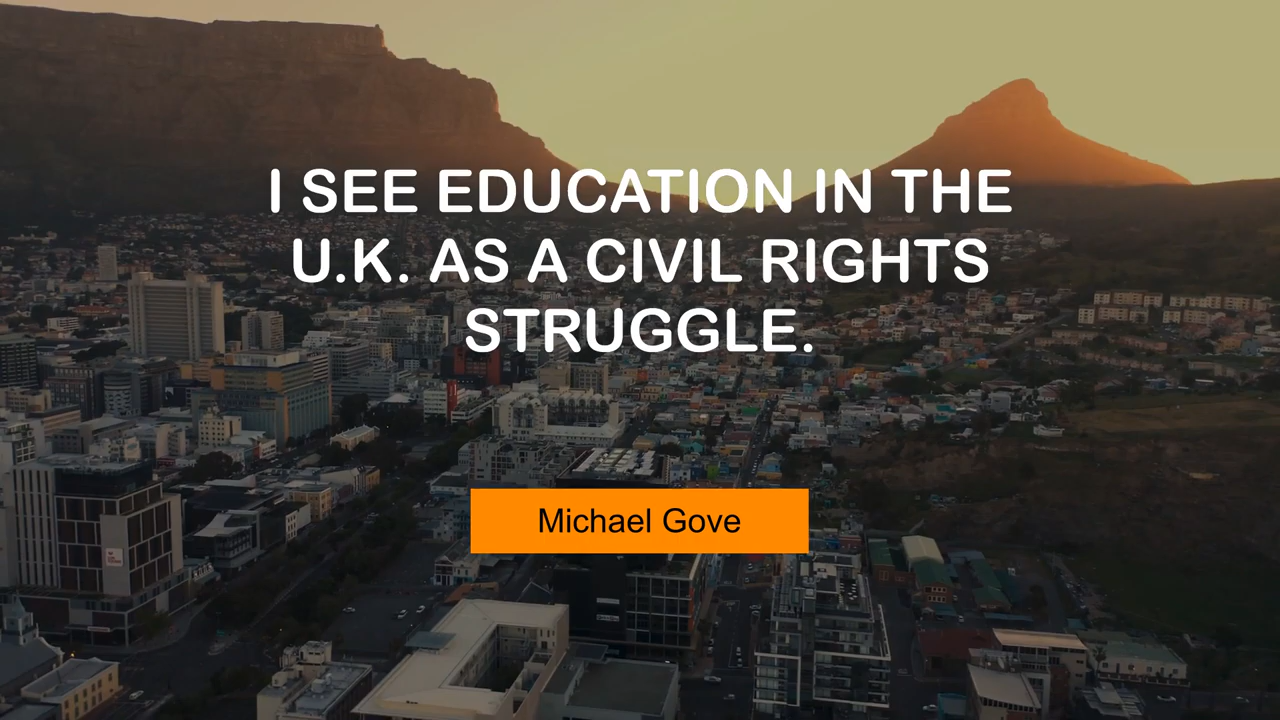 I SEE EDUCATION IN THE
U.K. AS A CIVIL RIGHTS
STRUGGLE.
Michael Gove